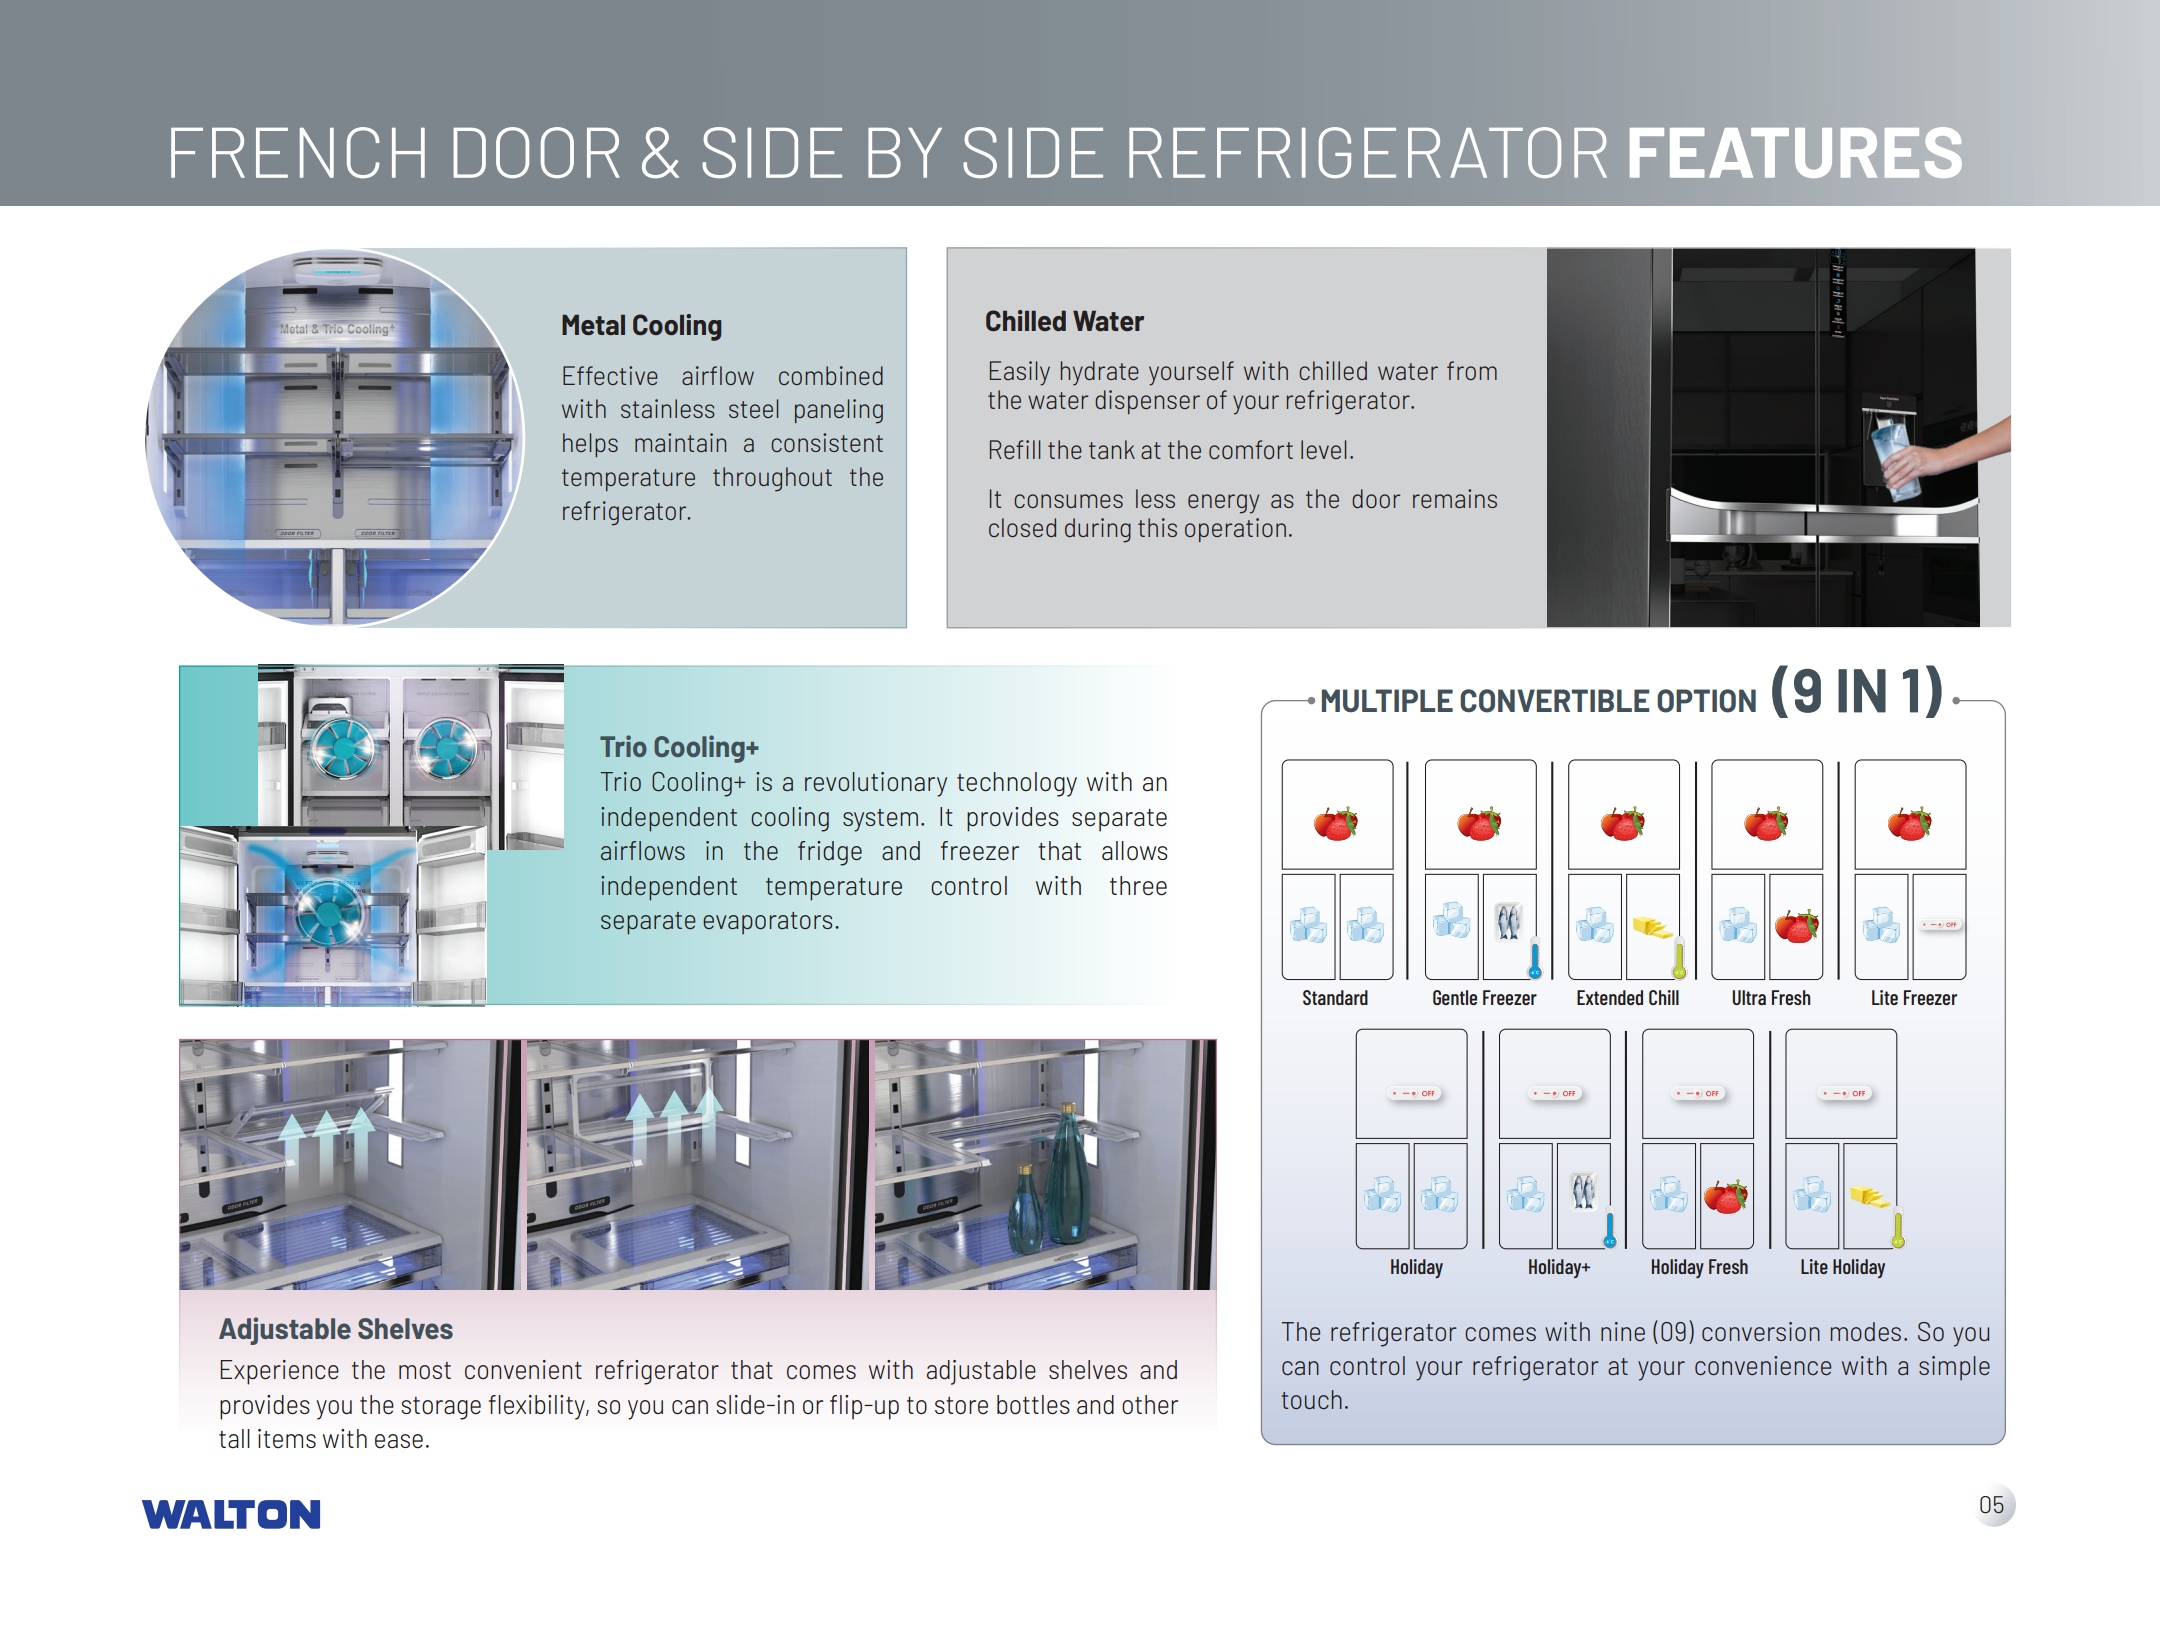 FRENCH DOOR & SIDE BY SIDE REFRIGERATOR FEATURES
Metal & Trio Cooling+
ODOR FILTER
ODOR FILTER
Metal Cooling
Effective airflow combined
with stainless steel paneling
helps maintain a consistent
temperature throughout the
refrigerator.
Chilled Water
Easily hydrate yourself with chilled water from
the water dispenser of your refrigerator.
Refill the tank at the comfort level.
It consumes less energy as the door remains
closed during this operation.
Trio Cooling+
Trio Cooling+ is a revolutionary technology with an
independent cooling system. It provides separate
airflows in the fridge and freezer that allows
independent temperature control with three
separate evaporators.
ODOR FILTER
ODOR FILTER
ODOR FILTER
Adjustable Shelves
Experience the most convenient refrigerator that comes with adjustable shelves and
provides you the storage flexibility, so you can slide-in or flip-up to store bottles and other
tall items with ease.
MULTIPLE CONVERTIBLE OPTION (9 IN 1)
OFF
Standard
Gentle Freezer
Extended Chill
Ultra Fresh
Lite Freezer
OFF
OFF
OFF
OFF
Holiday
Holiday+
Holiday Fresh
Lite Holiday
The refrigerator comes with nine (09) conversion modes. So you
can control your refrigerator at your convenience with a simple
touch.
WALTON
05